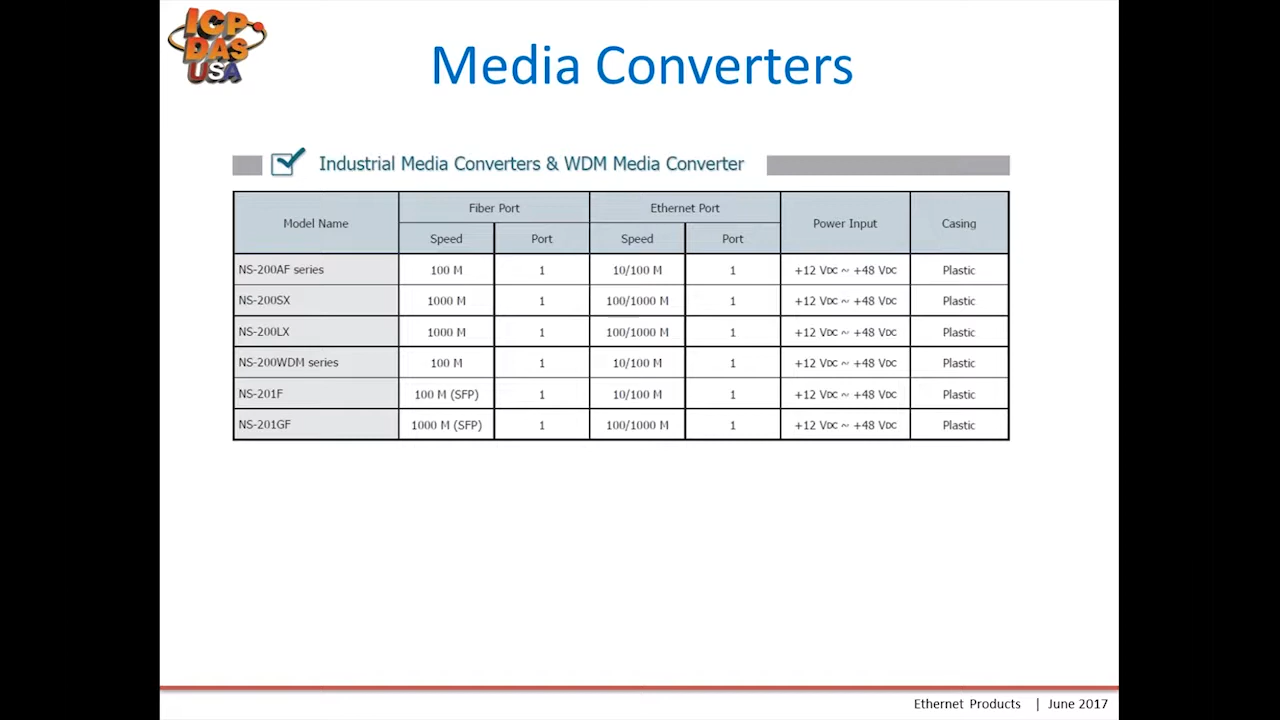 ICP
DAS
USA
Media Converters
Industrial Media Converters & WDM Media Converter
Model Name Fiber Port Ethernet Port Power Input Casing
Speed Port Speed Port
NS-200AF series 100 M 1 10/100 M 1 +12 VDC ~ +48 VDC Plastic
NS-200SX 1000 M 1 100/1000 M 1 +12 VDC ~ +48 VDC Plastic
NS-200LX 1000 M 1 100/1000 M 1 +12 VDC ~ +48 VDC Plastic
NS-200WDM series 100 M 1 10/100 M 1 +12 VDC ~ +48 VDC Plastic
NS-201F 100 M (SFP) 1 10/100 M 1 +12 VDC ~ +48 VDC Plastic
NS-201GF 1000 M (SFP) 1 100/1000 M 1 +12 VDC ~ +48 VDC Plastic
Ethernet Products | June 2017